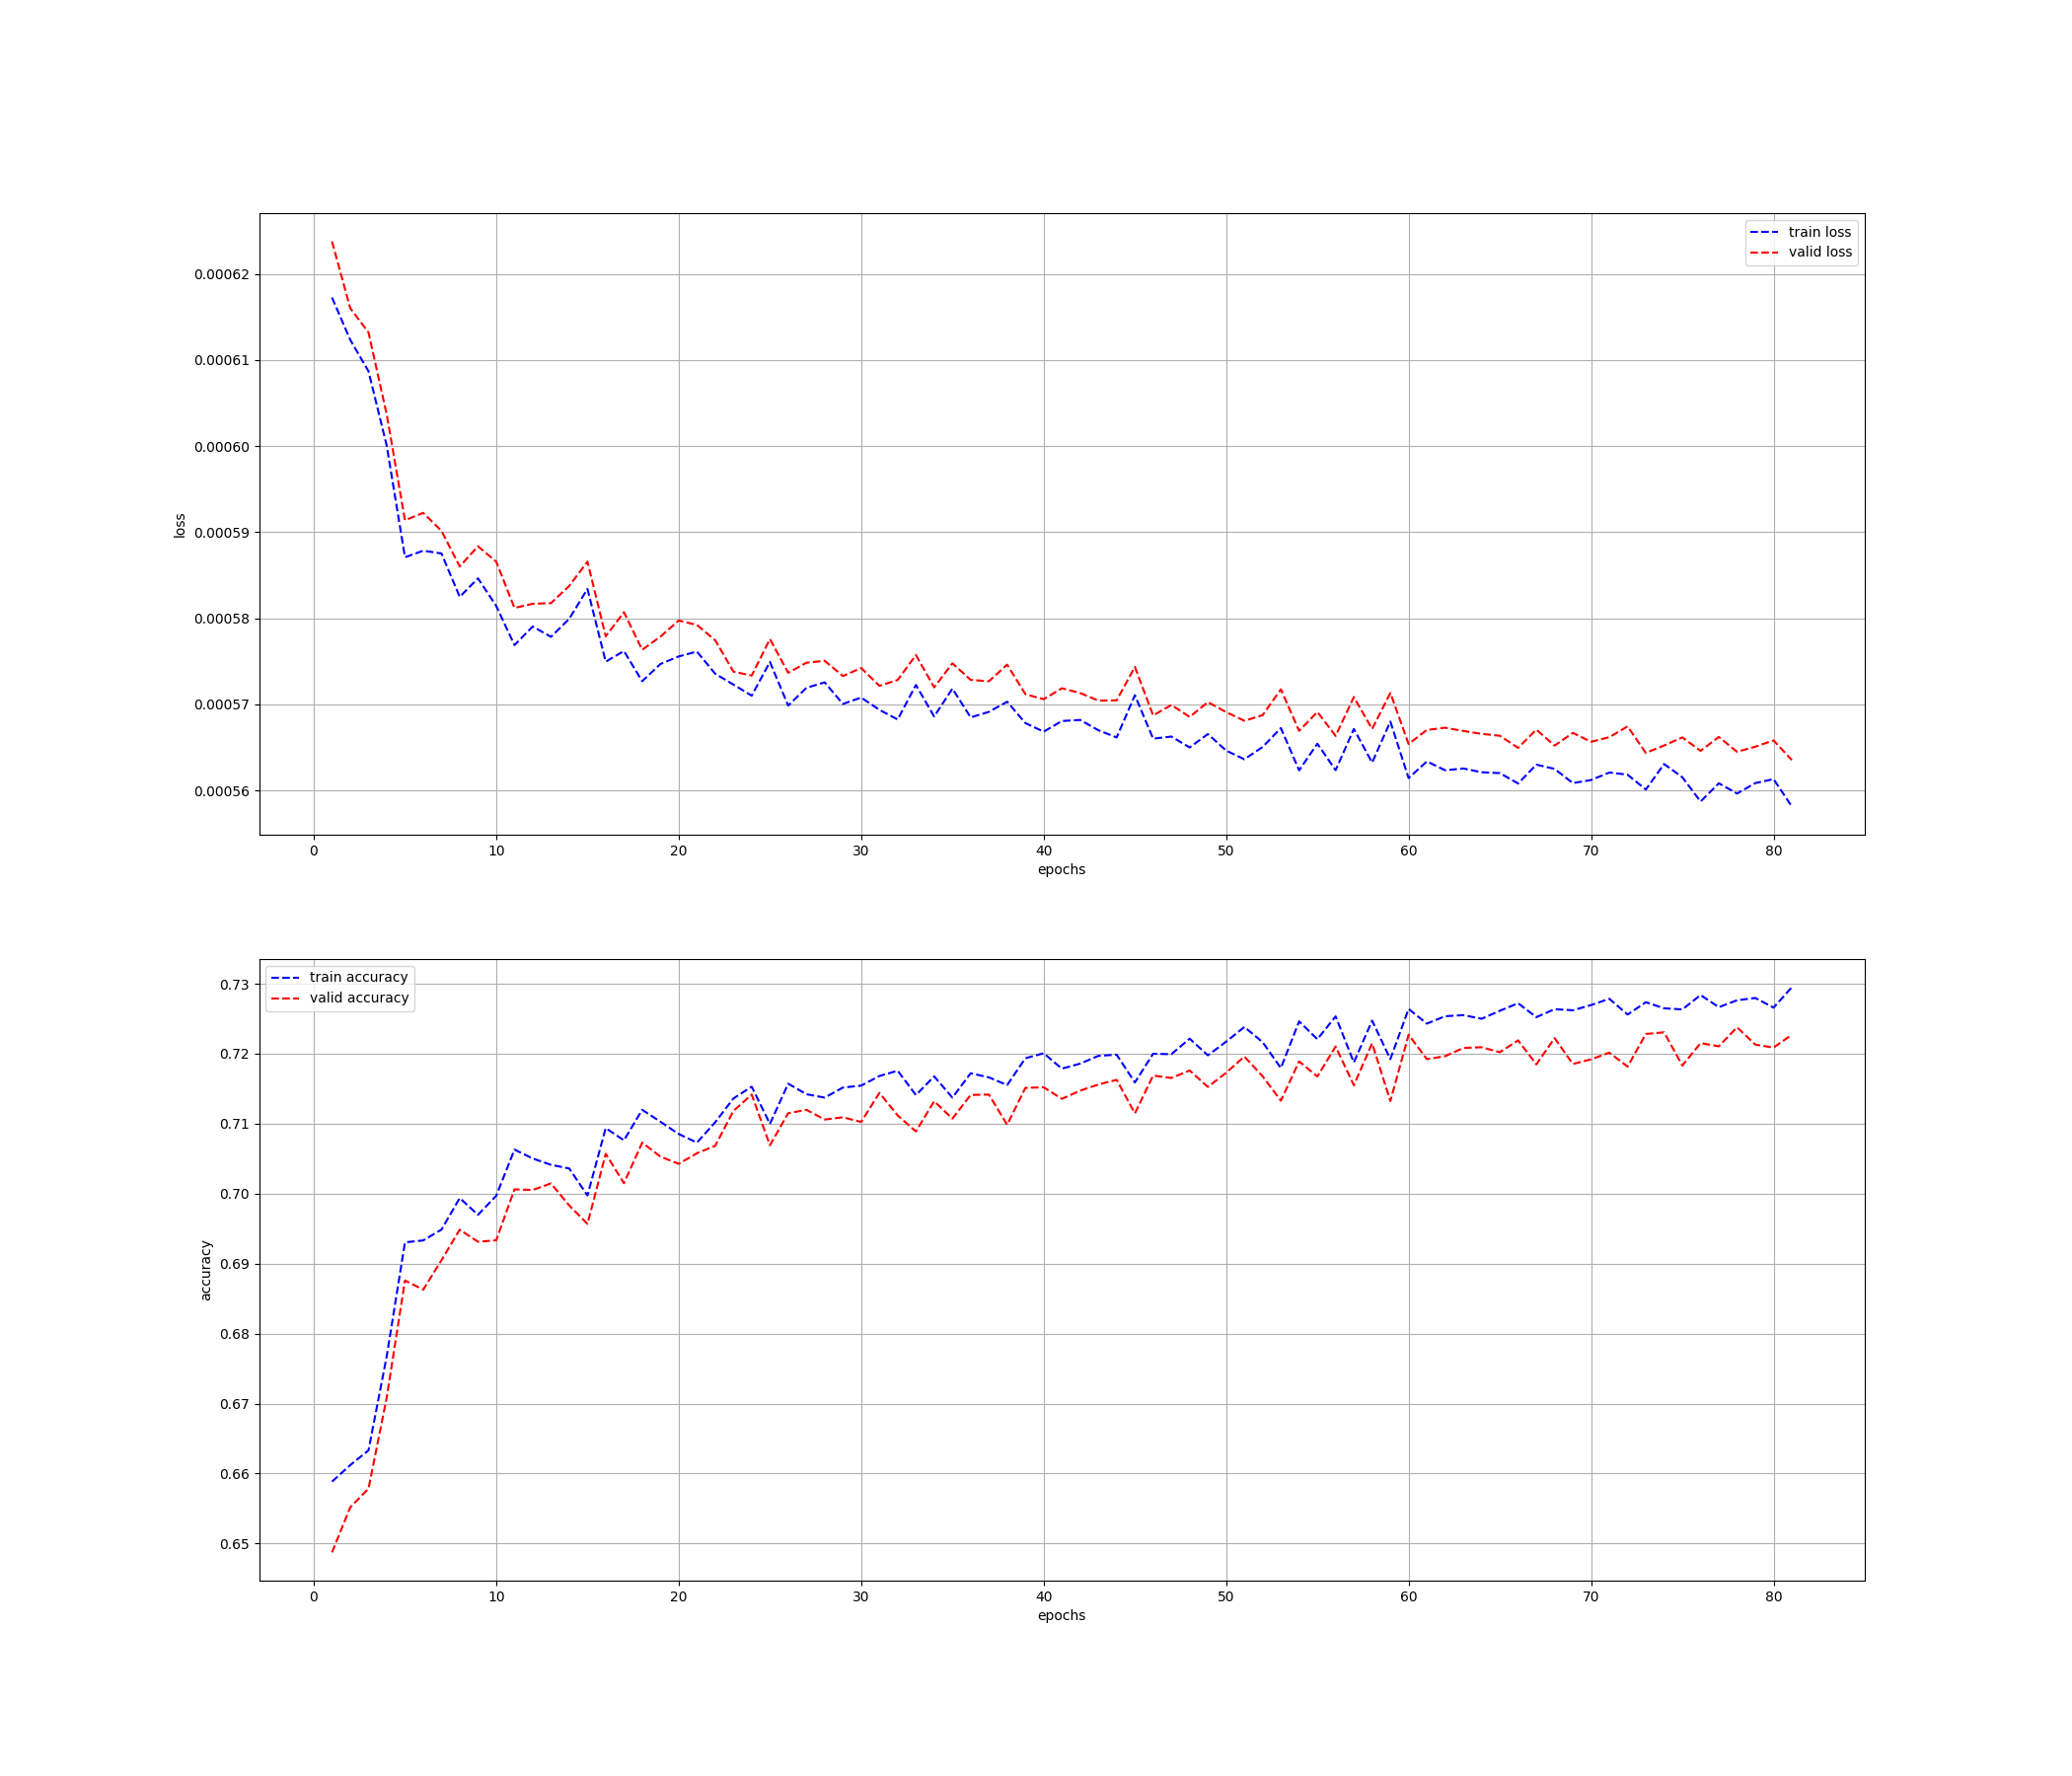 train loss
valid loss
0.00062
0.00061
0.00060
0.00059
0.00058
0.00057
0.00056
loss
0 10 20 30 40 50 60 70 80
epochs
train accuracy
valid accuracy
0.73
0.72
0.71
0.70
0.69
0.68
0.67
0.66
0.65
accuracy
0 10 20 30 40 50 60 70 80
epochs